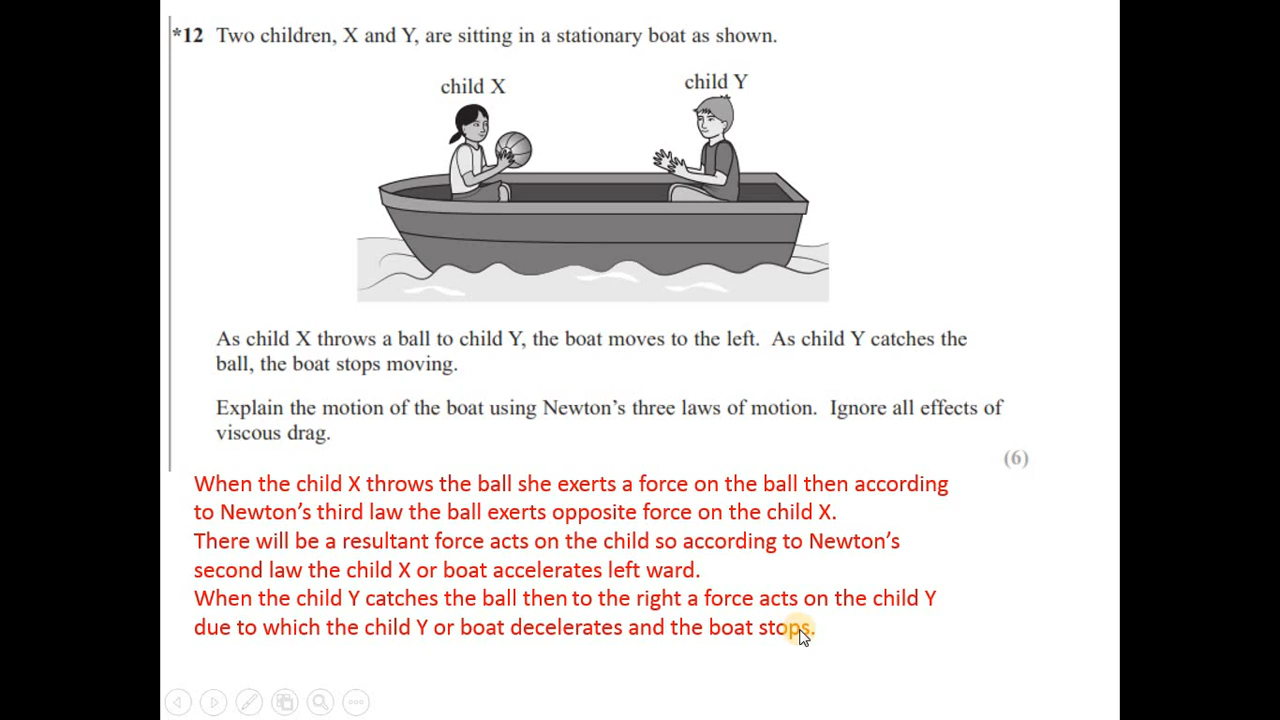 *12 Two children, X and Y, are sitting in a stationary boat as shown.
child X
child Y
As child X throws a ball to child Y, the boat moves to the left. As child Y catches the
ball, the boat stops moving.
Explain the motion of the boat using Newton's three laws of motion. Ignore all effects of
viscous drag.
(6)
When the child X throws the ball she exerts a force on the ball then according
to Newton's third law the ball exerts opposite force on the child X.
There will be a resultant force acts on the child so according to Newton's
second law the child X or boat accelerates left ward.
When the child Y catches the ball then to the right a force acts on the child Y
due to which the child Y or boat decelerates and the boat stops.